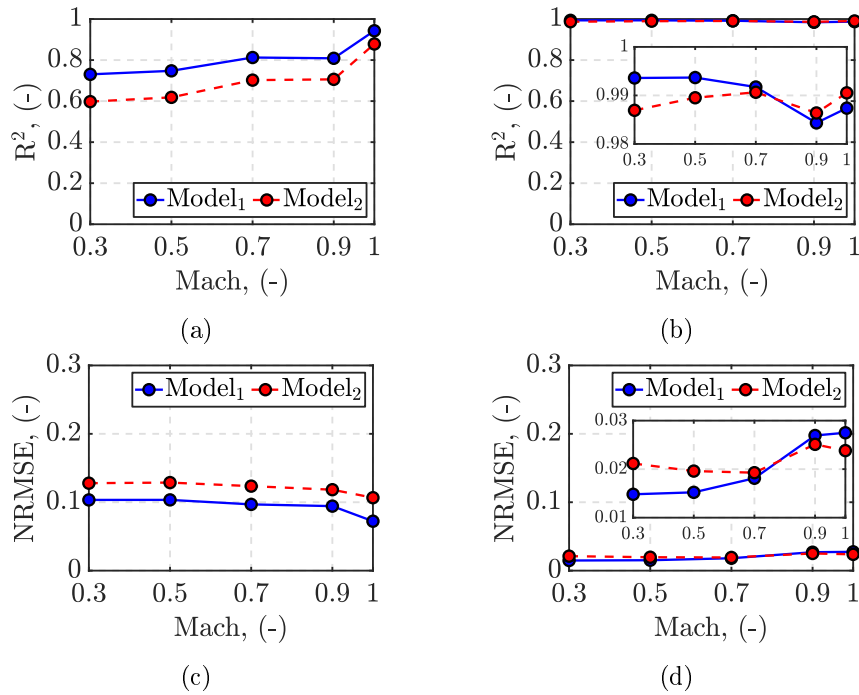 1
0.8
0.6
0.4
0.2
0
R², (-)
Model₁ Model₂
0.3 0.5 0.7 0.9 1
Mach, (-)
(a)
1
0.8
0.6
0.4
0.2
0
R², (-)
1
0.99
0.98
0.3 0.5 0.7 0.9 1
Model₁ Model₂
0.3 0.5 0.7 0.9 1
Mach, (-)
(b)
0.3
0.2
0.1
0
NRMSE, (-)
Model₁ Model₂
0.3 0.5 0.7 0.9 1
Mach, (-)
(c)
0.3
0.2
0.1
0
NRMSE, (-)
Model₁ Model₂
0.03
0.02
0.01
0.3 0.5 0.7 0.9 1
0.3 0.5 0.7 0.9 1
Mach, (-)
(d)